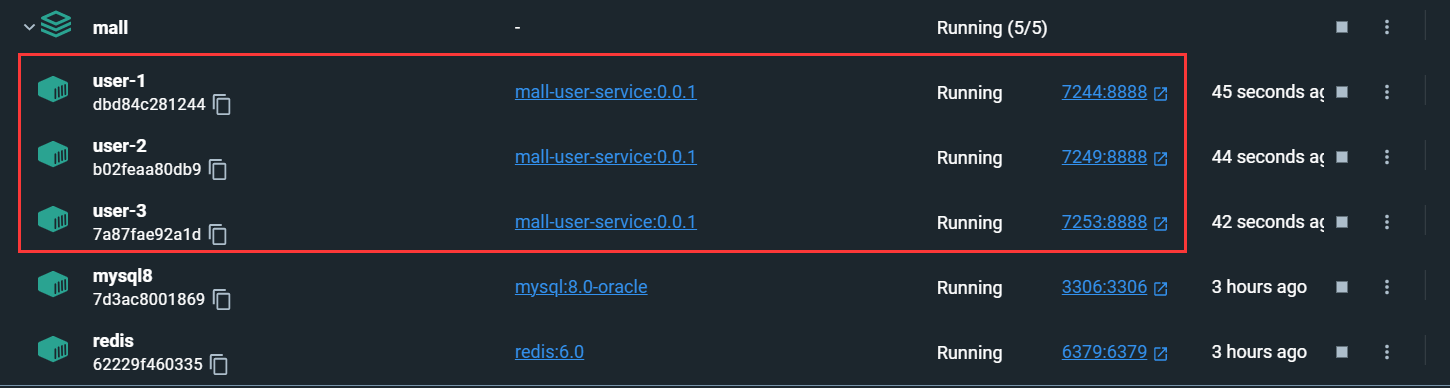 mall - Running (5/5)
user-1
dbd84c281244 mall-user-service:0.0.1 Running 7244:8888 45 seconds ag
user-2
b02feaa80db9 mall-user-service:0.0.1 Running 7249:8888 44 seconds ag
user-3
7a87fae92a1d mall-user-service:0.0.1 Running 7253:8888 42 seconds ag
mysql8
7d3ac8001869 mysql:8.0-oracle Running 3306:3306 3 hours ago
redis
62229f460335 redis:6.0 Running 6379:6379 3 hours ago